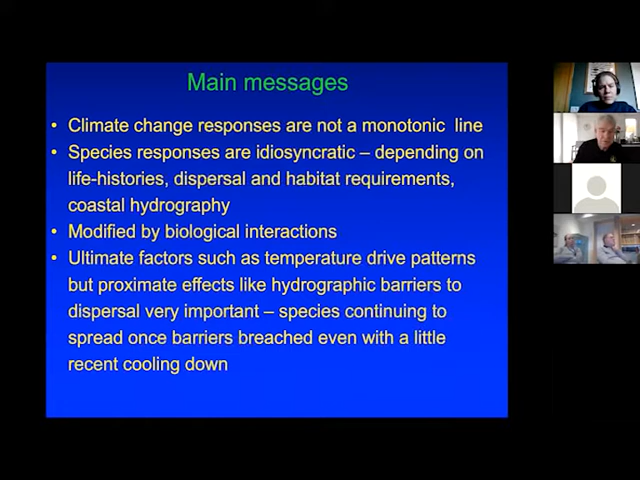 Main messages
• Climate change responses are not a monotonic line
• Species responses are idiosyncratic – depending on
life-histories, dispersal and habitat requirements,
coastal hydrography
• Modified by biological interactions
• Ultimate factors such as temperature drive patterns
but proximate effects like hydrographic barriers to
dispersal very important – species continuing to
spread once barriers breached even with a little
recent cooling down